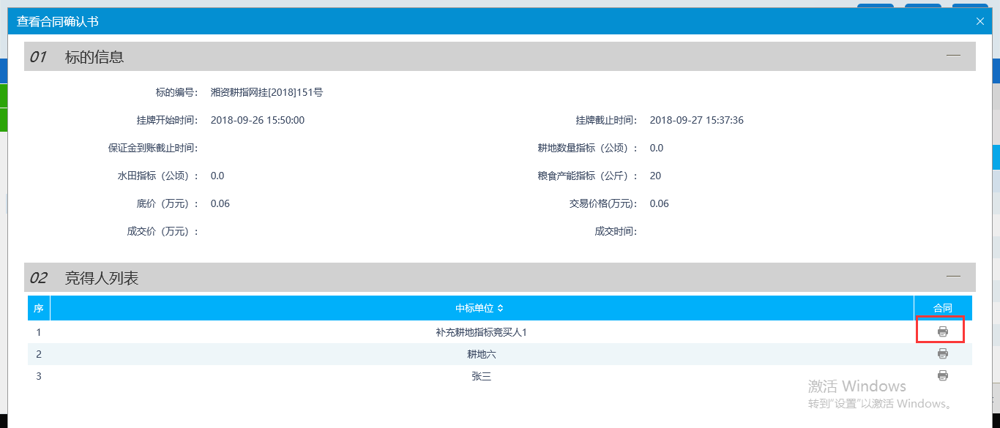 查看合同确认书
01 标的信息
标的编号： 湘资耕指网挂[2018]151号
挂牌开始时间： 2018-09-26 15:50:00 挂牌截止时间： 2018-09-27 15:37:36
保证金到账截止时间： 耕地数量指标（公顷）： 0.0
水田指标（公顷）： 0.0 粮食产能指标（公斤）： 20
底价（万元）： 0.06 交易价格(万元)： 0.06
成交价（万元）： 成交时间：
02 竞得人列表
序 中标单位 合同
1 补充耕地指标竞买人1
2 耕地六
3 张三
激活 Windows
转到"设置"以激活 Windows。